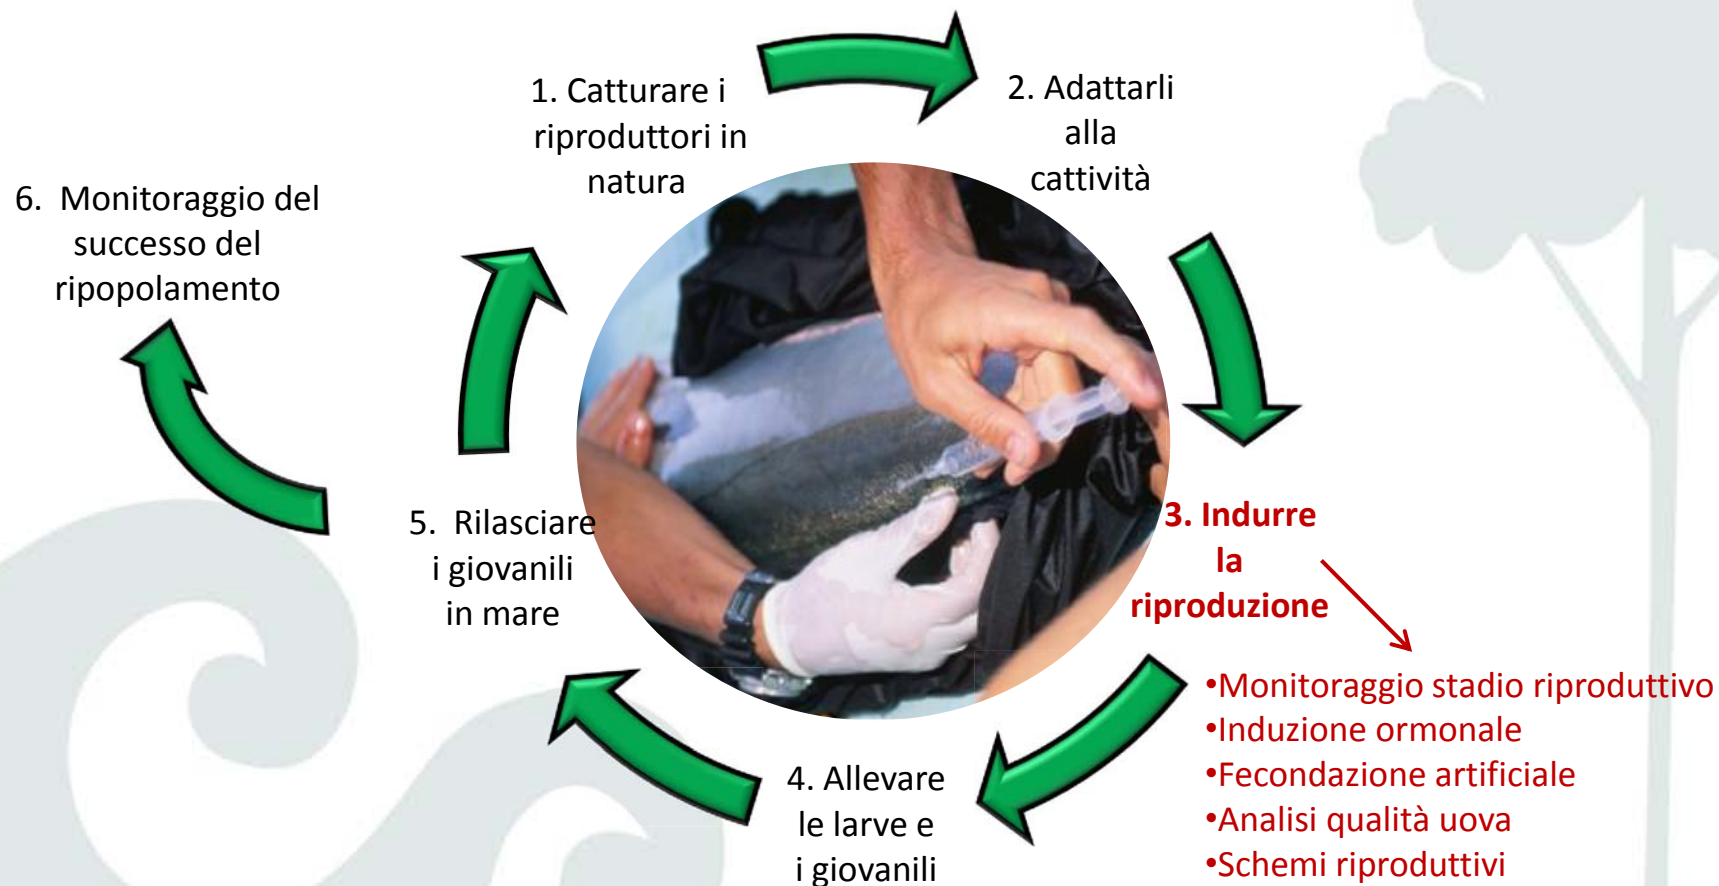 1. Catturare i
riproduttori in
natura
2. Adattarli
alla
cattività
3. Indurre
la
riproduzione
•Monitoraggio stadio riproduttivo
•Induzione ormonale
•Fecondazione artificiale
•Analisi qualità uova
•Schemi riproduttivi
4. Allevare
le larve e
i giovanili
5. Rilasciare
i giovanili
in mare
6. Monitoraggio del
successo del
ripopolamento